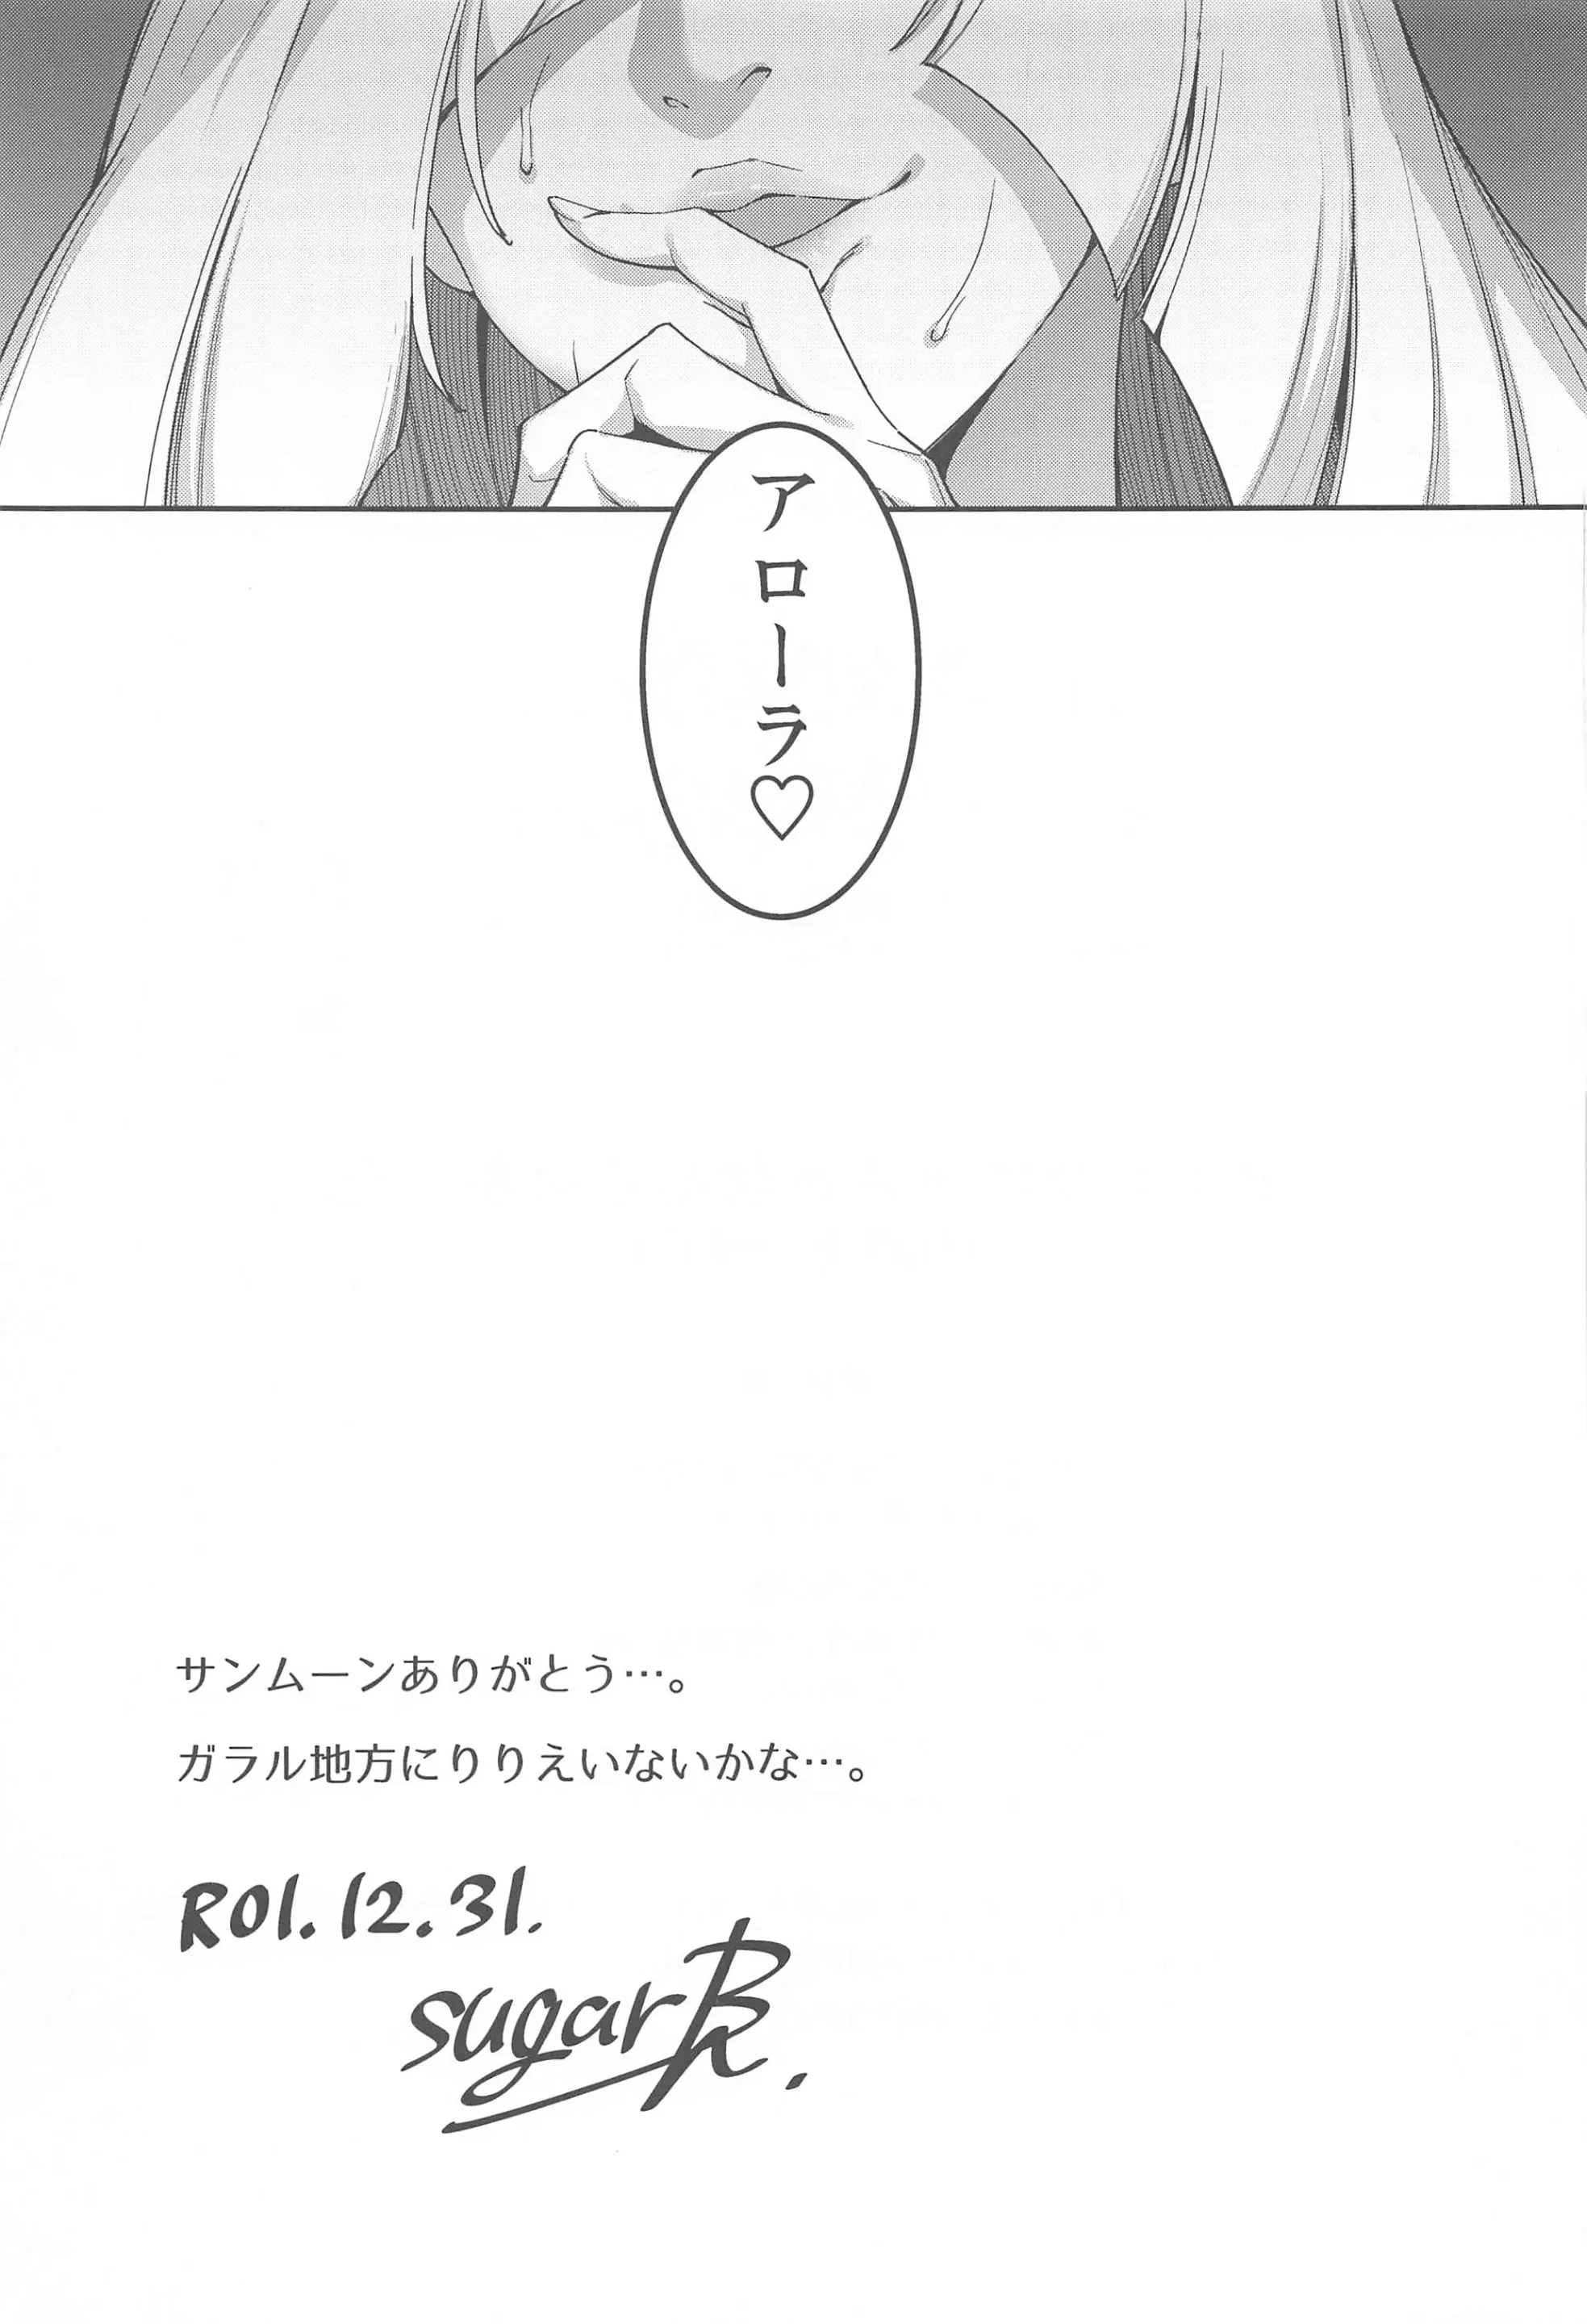 アローラ♡
サンムーンありがとう…。
ガラル地方にりりえいないかな…。
R01.12.31.
sugarBt.